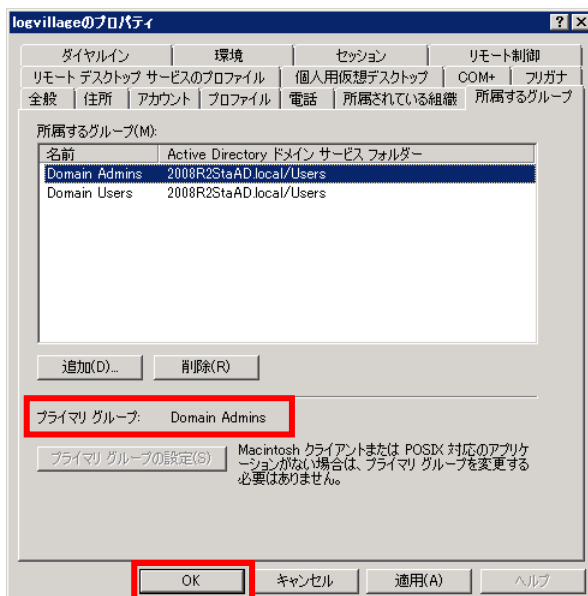 logvillageのプロパティ
ダイヤルイン 環境 セッション リモート制御
リモート デスクトップ サービスのプロファイル 個人用仮想デスクトップ COM+ フリガナ
全般 住所 アカウント プロファイル 電話 所属されている組織 所属するグループ
所属するグループ(M):
名前 Active Directory ドメイン サービス フォルダー
Domain Admins 2008R2StaAD.local/Users
Domain Users 2008R2StaAD.local/Users
追加(D)... 削除(R)
プライマリ グループ: Domain Admins
プライマリ グループの設定(S)
Macintosh クライアントまたは POSIX 対応のアプリケ
ーションがない場合は、プライマリ グループを変更する
必要はありません。
OK キャンセル 適用(A) ヘルプ